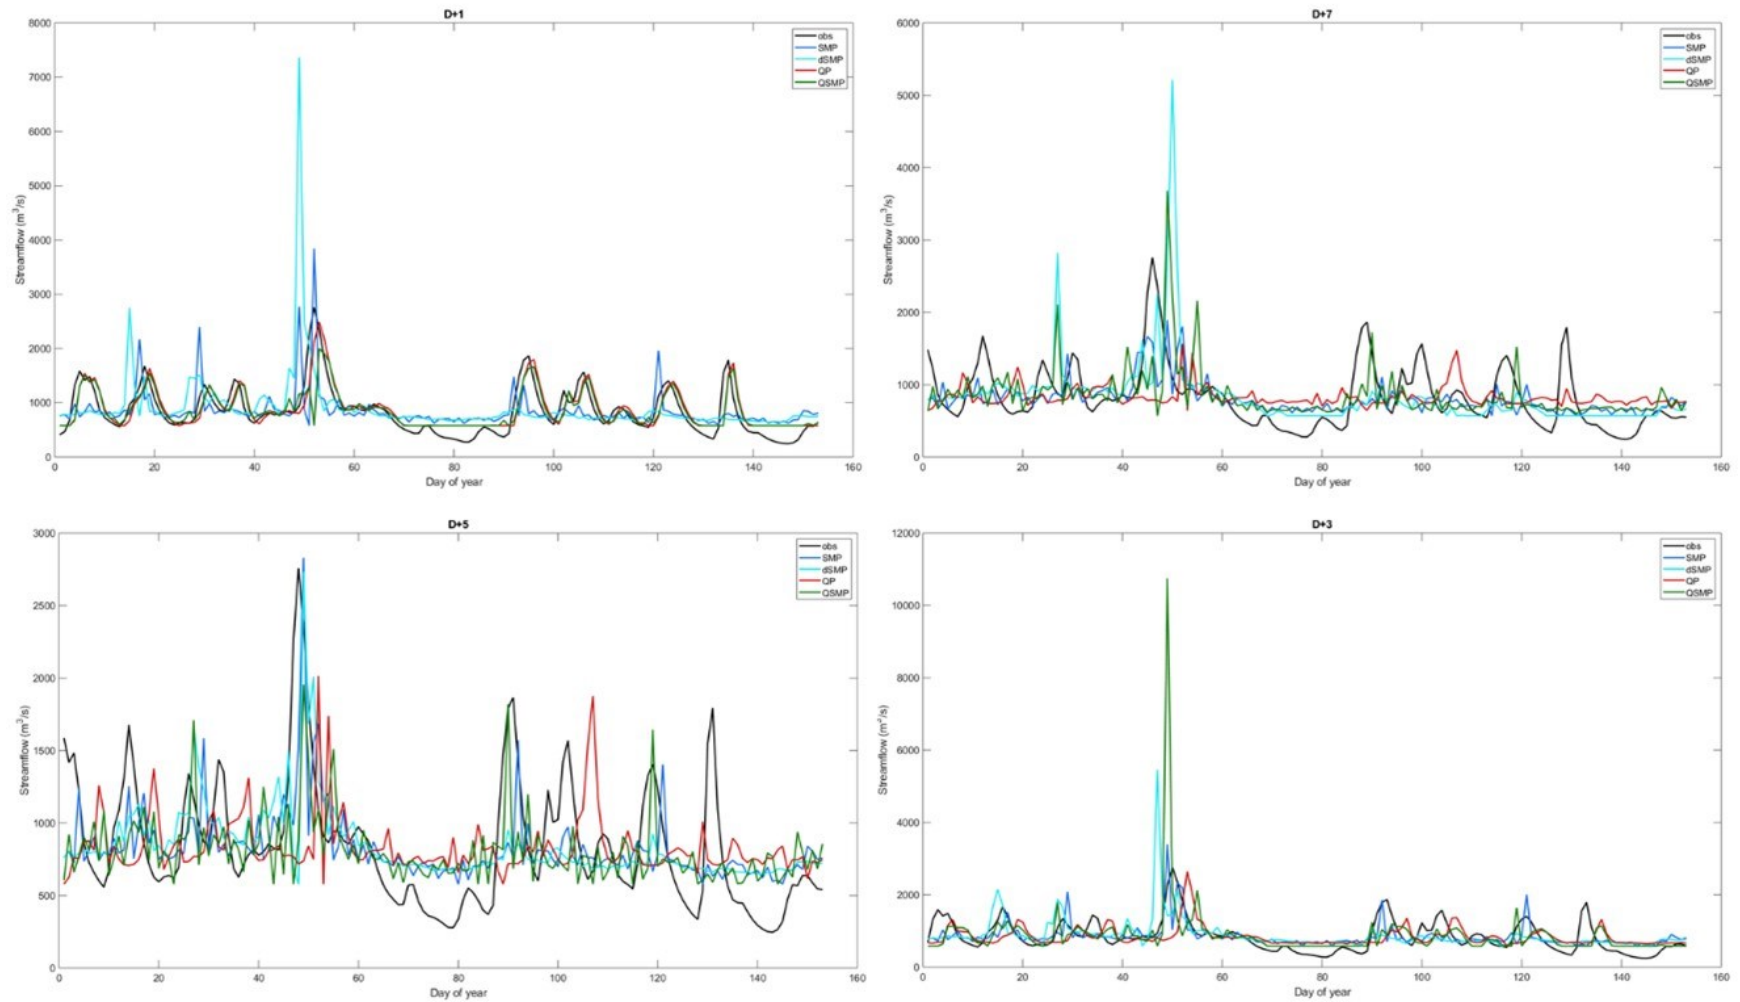 D+1
8000
7000
6000
5000
4000
3000
2000
1000
0
Streamflow (m³/s)
0 20 40 60 80 100 120 140 160
Day of year
obs
SMP
dSMP
QP
QSMP
D+7
6000
5000
4000
3000
2000
1000
0
Streamflow (m³/s)
0 20 40 60 80 100 120 140 160
Day of year
obs
SMP
dSMP
QP
QSMP
D+5
3000
2500
2000
1500
1000
500
0
Streamflow (m³/s)
0 20 40 60 80 100 120 140 160
Day of year
obs
SMP
dSMP
QP
QSMP
D+3
12000
10000
8000
6000
4000
2000
0
Streamflow (m³/s)
0 20 40 60 80 100 120 140 160
Day of year
obs
SMP
dSMP
QP
QSMP